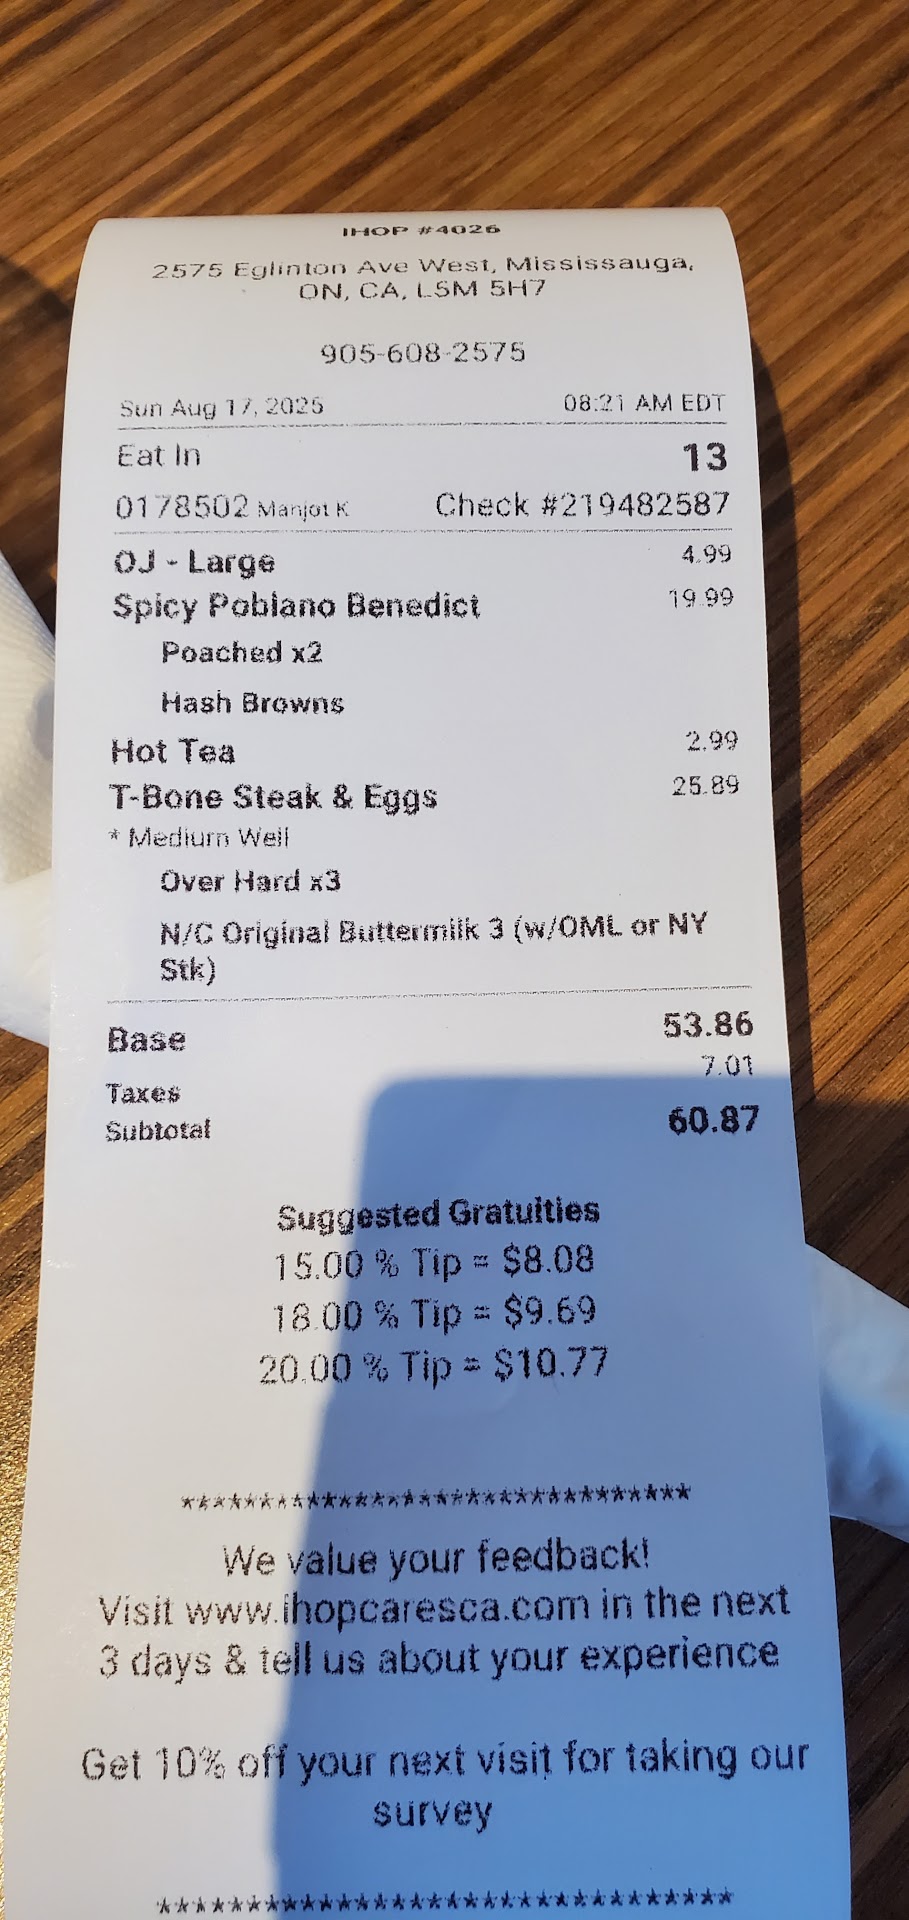 IHOP #4026
2575 Eglinton Ave West, Mississauga,
ON, CA, L5M 5H7
905-608-2575
Sun Aug 17, 2025 08:21 AM EDT
Eat In 13
0178502 Manjot K Check #219482587
OJ - Large 4.99
Spicy Poblano Benedict 19.99
Poached x2
Hash Browns
Hot Tea 2.99
T-Bone Steak & Eggs 25.89
* Medium Well
Over Hard x3
N/C Original Buttermilk 3 (w/OML or NY
Stk)
Base 53.86
Taxes 7.01
Subtotal 60.87
Suggested Gratuities
15.00 % Tip = $8.08
18.00 % Tip = $9.69
20.00 % Tip = $10.77
*********************************
We value your feedback!
Visit www.ihopcaresca.com in the next
3 days & tell us about your experience
Get 10% off your next visit for taking our
survey
*********************************